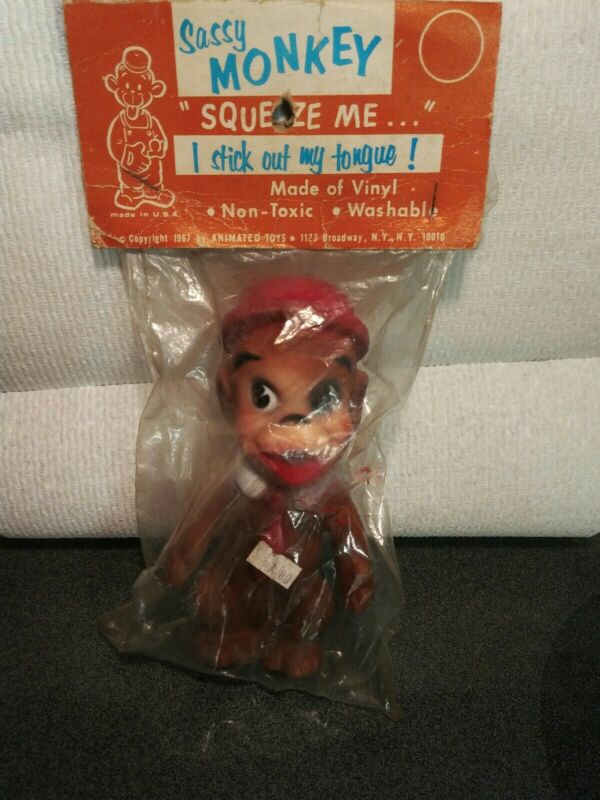 Sassy
MONKEY
"SQUEEZE ME ..."
I stick out my tongue!
Made of Vinyl
• Non-Toxic • Washable
made in U.S.A.
© Copyright 1967 by ANIMATED TOYS • 1123 Broadway, N.Y., N.Y. 10010